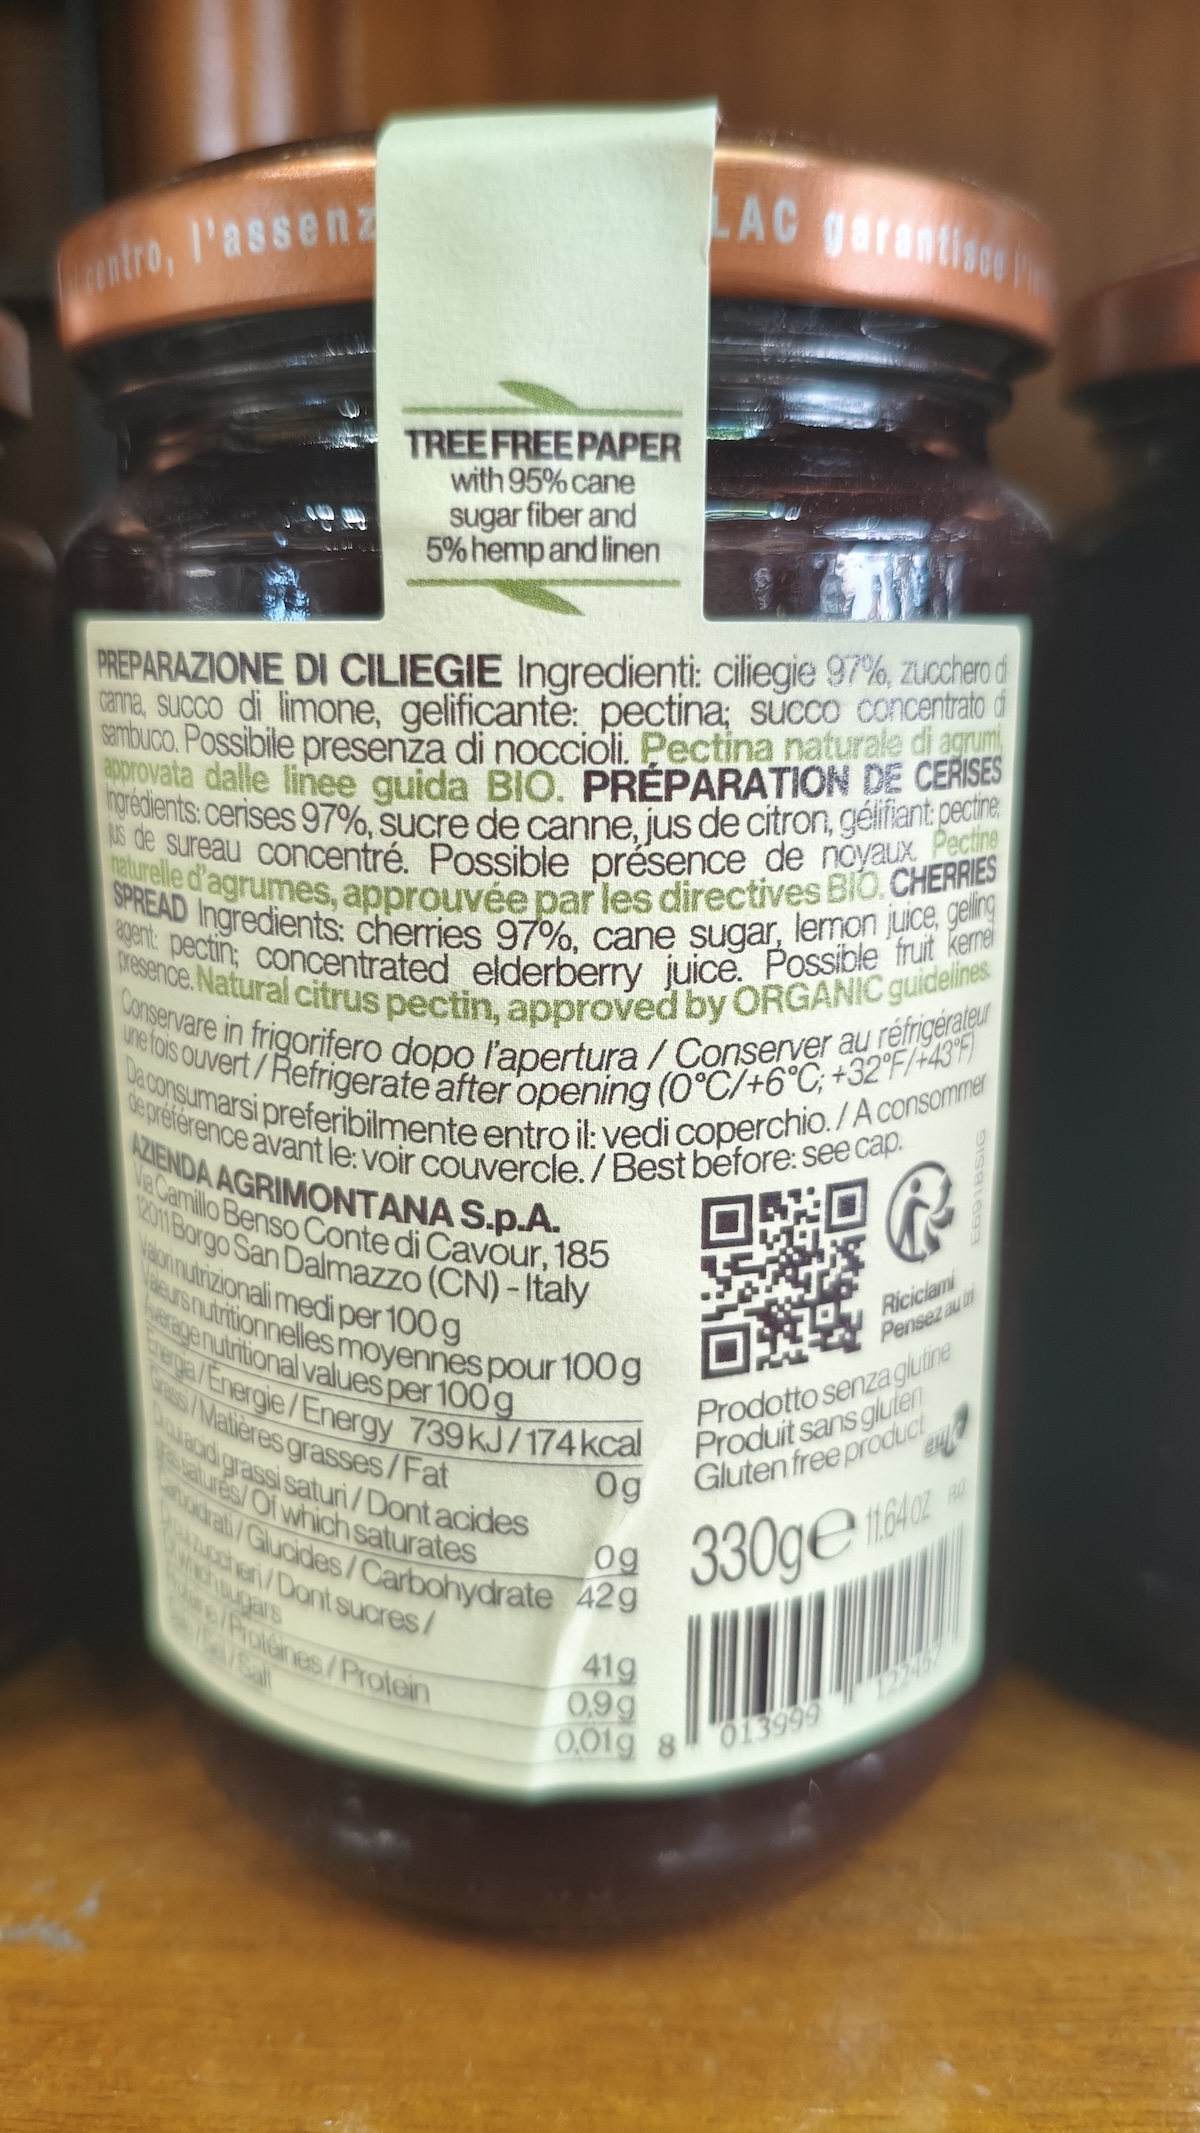 centro, l'assenz
LAC garantisce l'
TREE FREE PAPER
with 95% cane
sugar fiber and
5% hemp and linen
PREPARAZIONE DI CILIEGIE Ingredienti: ciliegie 97%, zucchero di
canna, succo di limone, gelificante: pectina; succo concentrato di
sambuco. Possibile presenza di noccioli. Pectina naturale di agrumi,
approvata dalle linee guida BIO. PRÉPARATION DE CERISES
Ingrédients: cerises 97%, sucre de canne, jus de citron, gélifiant: pectine;
jus de sureau concentré. Possible présence de noyaux. Pectine
naturelle d'agrumes, approuvée par les directives BIO. CHERRIES
SPREAD Ingredients: cherries 97%, cane sugar, lemon juice, gelling
agent: pectin; concentrated elderberry juice. Possible fruit kernel
presence. Natural citrus pectin, approved by ORGANIC guidelines.
Conservare in frigorifero dopo l'apertura / Conserver au réfrigérateur
une fois ouvert / Refrigerate after opening (0°C/+6°C; +32°F/+43°F)
Da consumarsi preferibilmente entro il: vedi coperchio. / A consommer
de préférence avant le: voir couvercle. / Best before: see cap.
AZIENDA AGRIMONTANA S.p.A.
Via Camillo Benso Conte di Cavour, 185
12011 Borgo San Dalmazzo (CN) - Italy
Valori nutrizionali medi per 100 g
Valeurs nutritionnelles moyennes pour 100 g
Average nutritional values per 100 g
Energia / Énergie / Energy 739 kJ / 174 kcal
Grassi / Matières grasses / Fat 0 g
Di cui acidi grassi saturi / Dont acides
gras saturés / Of which saturates 0 g
Carboidrati / Glucides / Carbohydrate 42 g
Di cui zuccheri / Dont sucres /
Of which sugars 41 g
Proteine / Protéines / Protein 0,9 g
Sale / Sel / Salt 0,01 g
Riciclami
Pensez au tri
Prodotto senza glutine
Produit sans gluten
Gluten free product
330g e 11.64 OZ
8 013999 122457